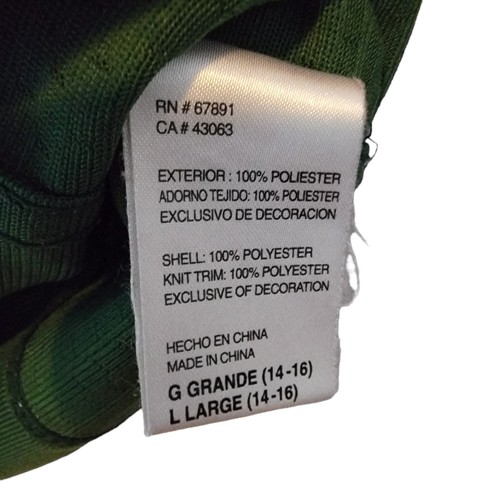 RN # 67891
CA # 43063
EXTERIOR : 100% POLIESTER
ADORNO TEJIDO: 100% POLIESTER
EXCLUSIVO DE DECORACION
SHELL: 100% POLYESTER
KNIT TRIM: 100% POLYESTER
EXCLUSIVE OF DECORATION
HECHO EN CHINA
MADE IN CHINA
G GRANDE (14-16)
L LARGE (14-16)